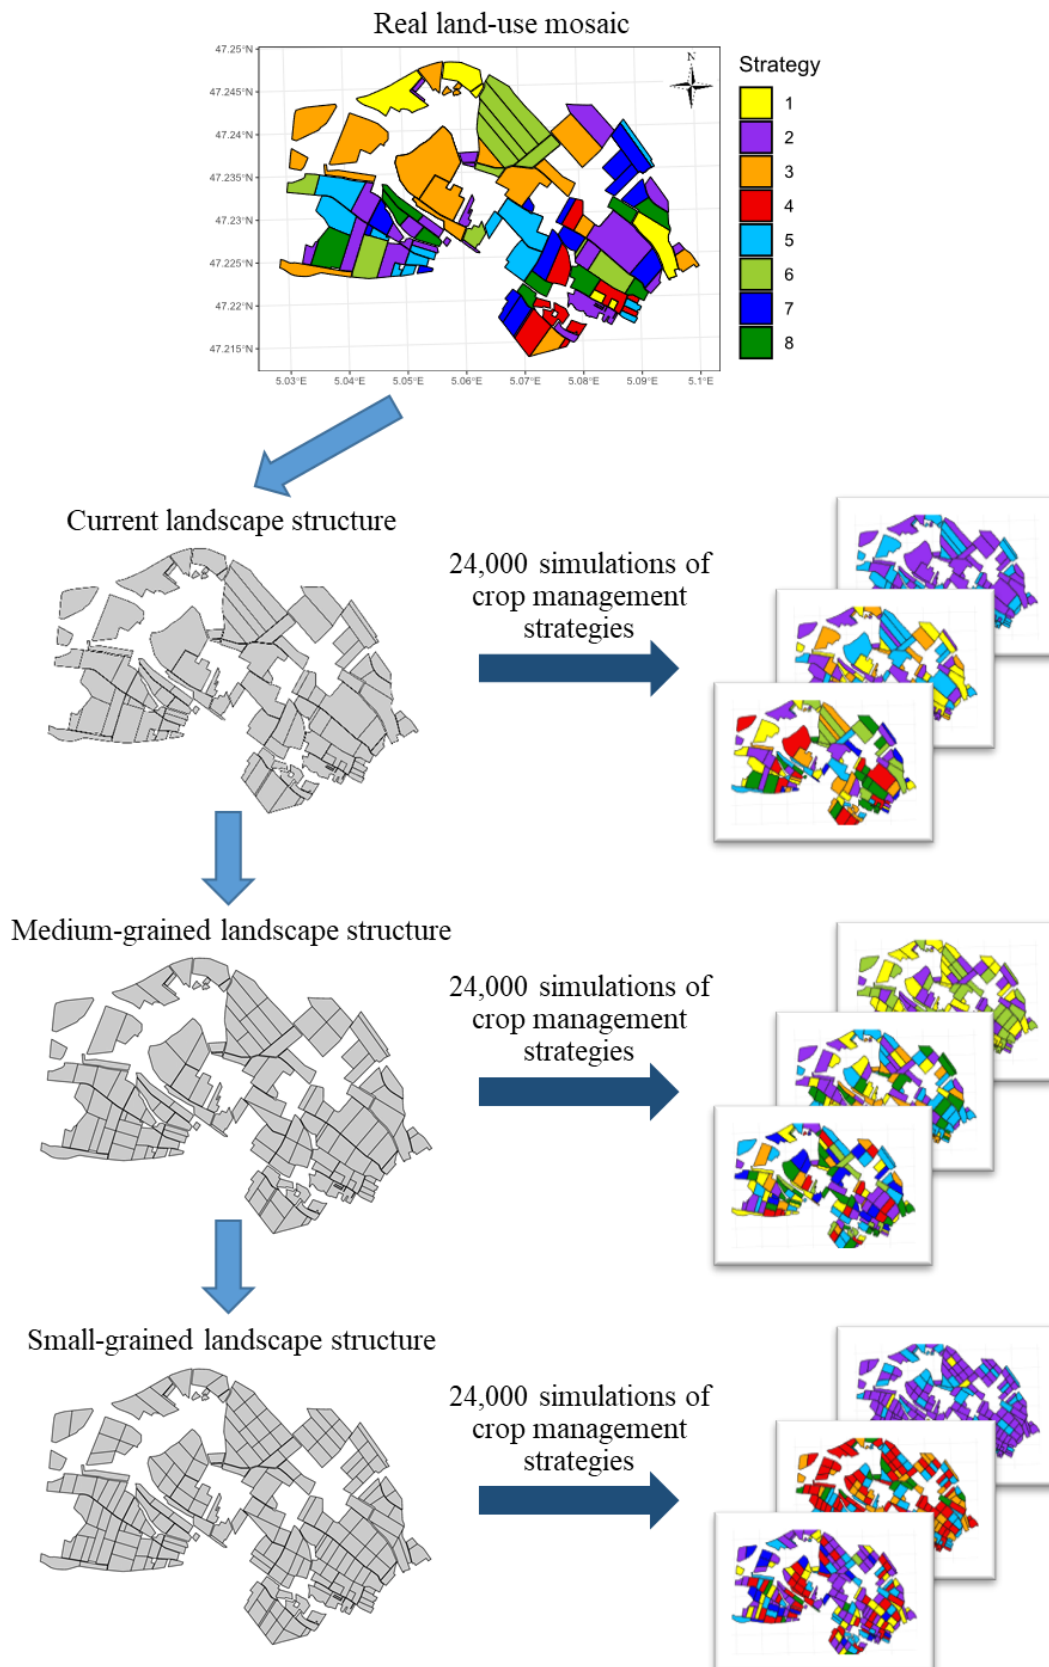 Real land-use mosaic
47.25°N
47.245°N
47.24°N
47.235°N
47.23°N
47.225°N
47.22°N
47.215°N
5.03°E 5.04°E 5.05°E 5.06°E 5.07°E 5.08°E 5.09°E 5.1°E
N
Strategy
1
2
3
4
5
6
7
8
Current landscape structure
24,000 simulations of
crop management
strategies
Medium-grained landscape structure
24,000 simulations of
crop management
strategies
Small-grained landscape structure
24,000 simulations of
crop management
strategies